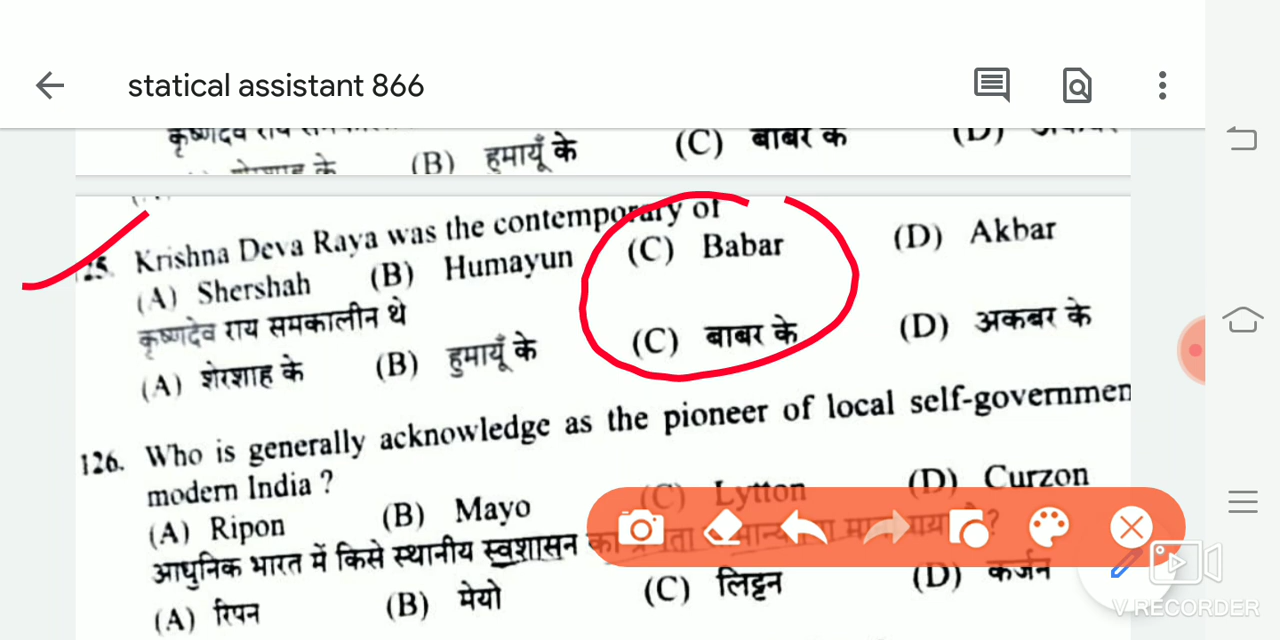 statical assistant 866
कृष्णदेव राय
(B) हुमायूँ के (C) बाबर के (D)
125. Krishna Deva Raya was the contemporary of
(A) Shershah (B) Humayun (C) Babar (D) Akbar
कृष्णदेव राय समकालीन थे
(A) शेरशाह के (B) हुमायूँ के (C) बाबर के (D) अकबर के
126. Who is generally acknowledge as the pioneer of local self-governmen
modern India ?
(A) Ripon (B) Mayo (C) Lytton (D) Curzon
आधुनिक भारत में किसे स्थानीय स्वशासन का ?
(A) रिपन (B) मेयो (C) लिट्टन (D) कर्जन
V RECORDER